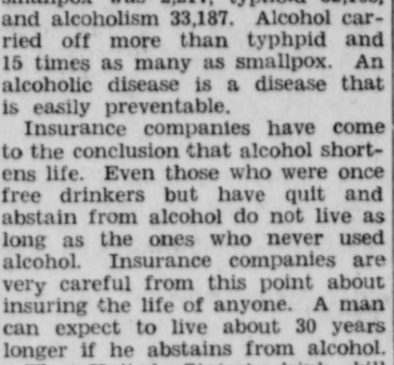 and alcoholism 33,187. Alcohol car-
ried off more than typhpid and
15 times as many as smallpox. An
alcoholic disease is a disease that
is easily preventable.
Insurance companies have come
to the conclusion that alcohol short-
ens life. Even those who were once
free drinkers but have quit and
abstain from alcohol do not live as
long as the ones who never used
alcohol. Insurance companies are
very careful from this point about
insuring the life of anyone. A man
can expect to live about 30 years
longer if he abstains from alcohol.